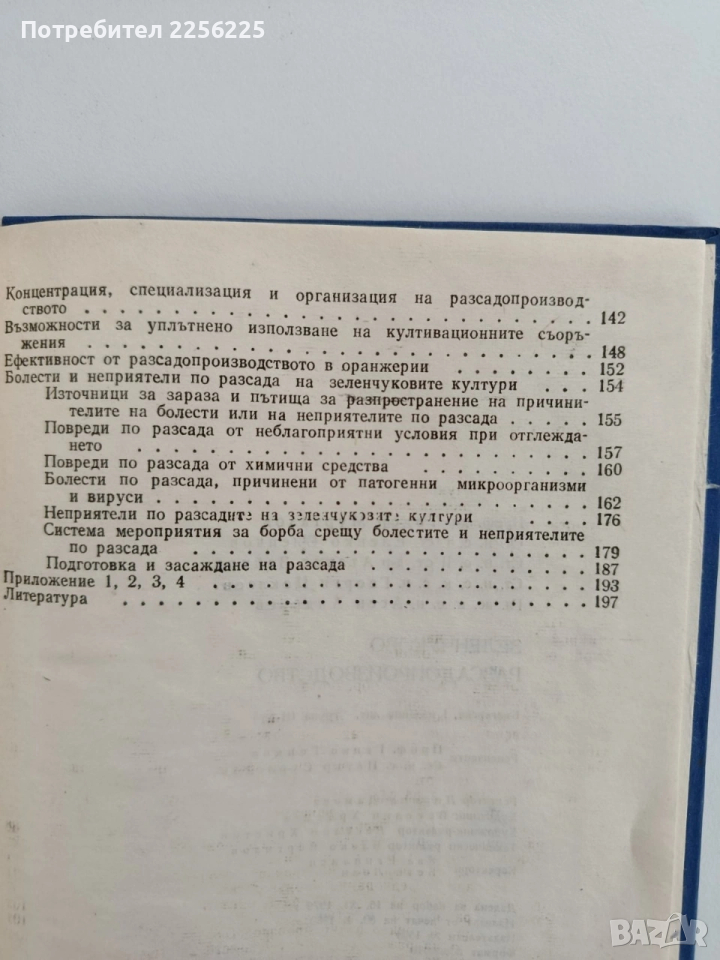 Потребител 2256225
Концентрация, специализация и организация на разсадопроизвод-
ството . . . . . . . . . . . . . . . . . . . . . . . 142
Възможности за уплътнено използване на култивационните съоръ-
жения . . . . . . . . . . . . . . . . . . . . . . . 148
Ефективност от разсадопроизводството в оранжерии . . . . . . 152
Болести и неприятели по разсада на зеленчуковите култури . . . 154
Източници за зараза и пътища за разпространение на причини-
телите на болести или на неприятелите по разсада . . . . 155
Повреди по разсада от неблагоприятни условия при отглежда-
нето . . . . . . . . . . . . . . . . . . . . . 157
Повреди по разсада от химични средства . . . . . . . 160
Болести по разсада, причинени от патогенни микроорганизми
и вируси . . . . . . . . . . . . . . . . . . . 162
Неприятели по разсадите на зеленчуковите култури . . . . 176
Система мероприятия за борба срещу болестите и неприятелите
по разсада . . . . . . . . . . . . . . . . . . 179
Подготовка и засаждане на разсада . . . . . . . . . . 187
Приложение 1, 2, 3, 4 . . . . . . . . . . . . . . . . . 193
Литература . . . . . . . . . . . . . . . . . . . . . 197
РАЗСАДОПРОИЗВОДСТВО
BAZAR